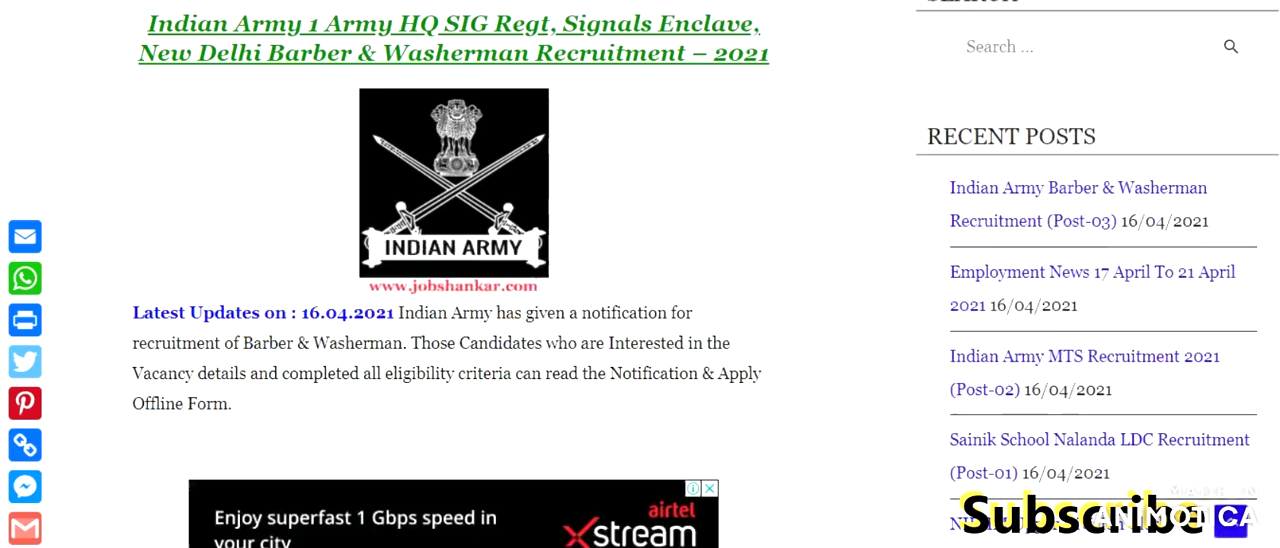 Indian Army 1 Army HQ SIG Regt, Signals Enclave,
New Delhi Barber & Washerman Recruitment – 2021
INDIAN ARMY
www.jobshankar.com
Latest Updates on : 16.04.2021 Indian Army has given a notification for
recruitment of Barber & Washerman. Those Candidates who are Interested in the
Vacancy details and completed all eligibility criteria can read the Notification & Apply
Offline Form.
Enjoy superfast 1 Gbps speed in
your city
airtel
Xstream
Search ...
RECENT POSTS
Indian Army Barber & Washerman
Recruitment (Post-03) 16/04/2021
Employment News 17 April To 21 April
2021 16/04/2021
Indian Army MTS Recruitment 2021
(Post-02) 16/04/2021
Sainik School Nalanda LDC Recruitment
(Post-01) 16/04/2021
Subscribe
MADE IN
ANIMOTICA